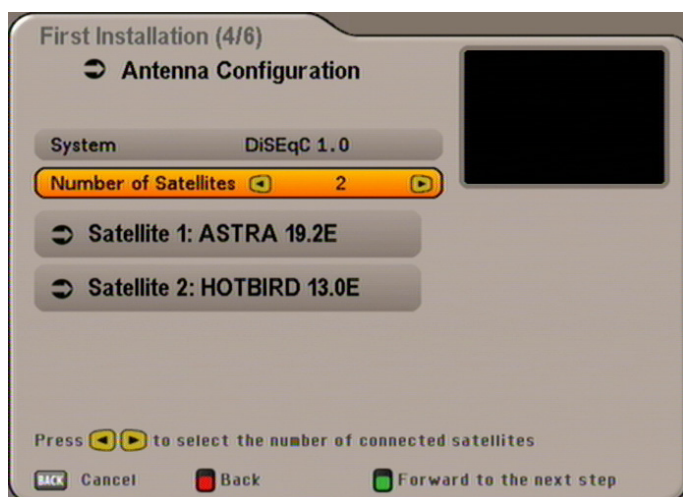 First Installation (4/6)
Antenna Configuration
System DiSEqC 1.0
Number of Satellites 2
Satellite 1: ASTRA 19.2E
Satellite 2: HOTBIRD 13.0E
Press to select the number of connected satellites
BACK Cancel Back Forward to the next step